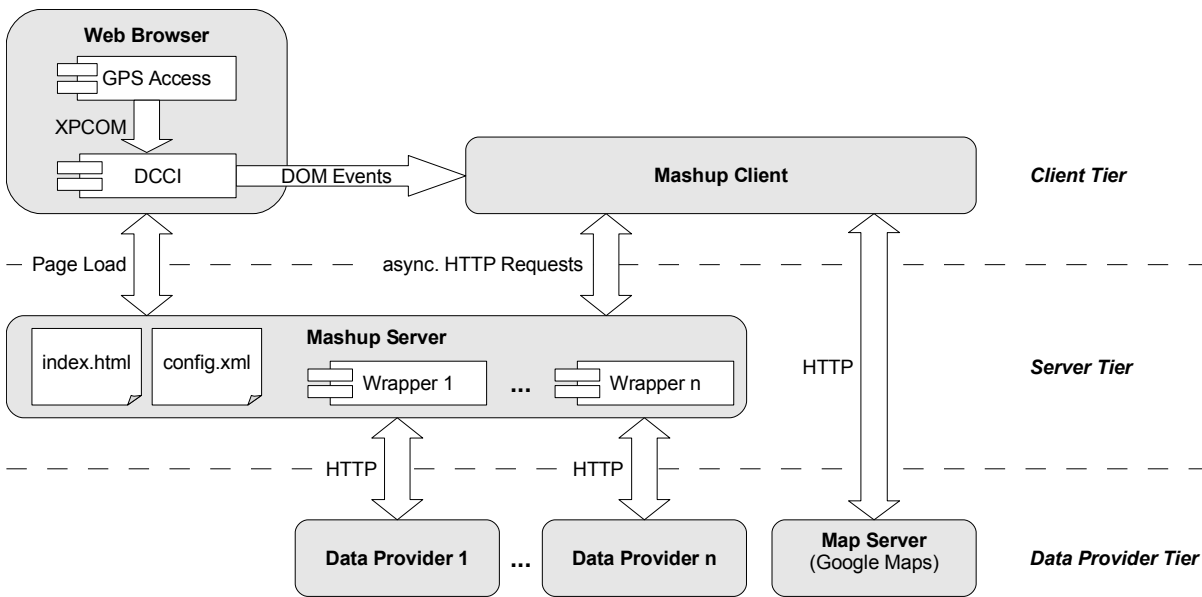 Web Browser
GPS Access
XPCOM
DCCI
DOM Events
Mashup Client
Client Tier
Page Load
async. HTTP Requests
Mashup Server
index.html
config.xml
Wrapper 1
...
Wrapper n
HTTP
Server Tier
HTTP
HTTP
Data Provider 1
...
Data Provider n
Map Server
(Google Maps)
Data Provider Tier